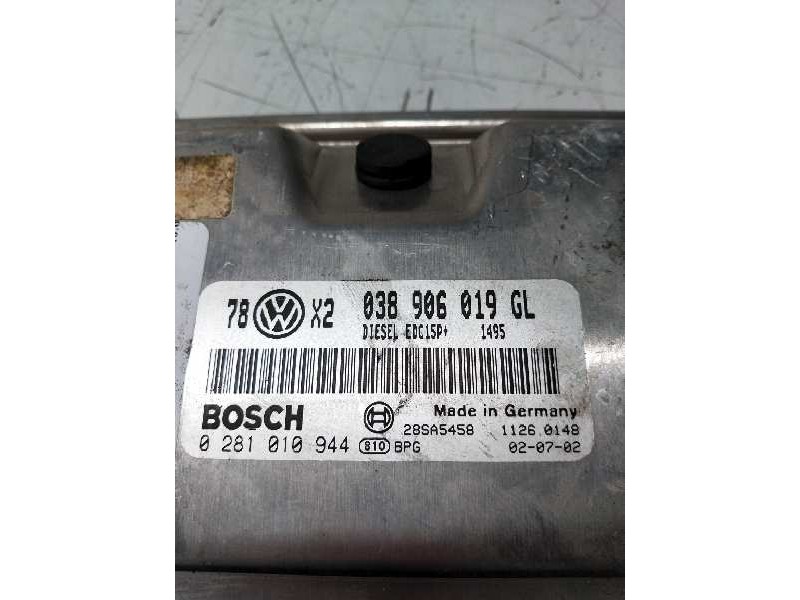 78 VW X2 038 906 019 GL
DIESEL EDC15P+ 1495
BOSCH Made in Germany
28SA5458 1126.0148
0 281 010 944 810 BPG 02-07-02